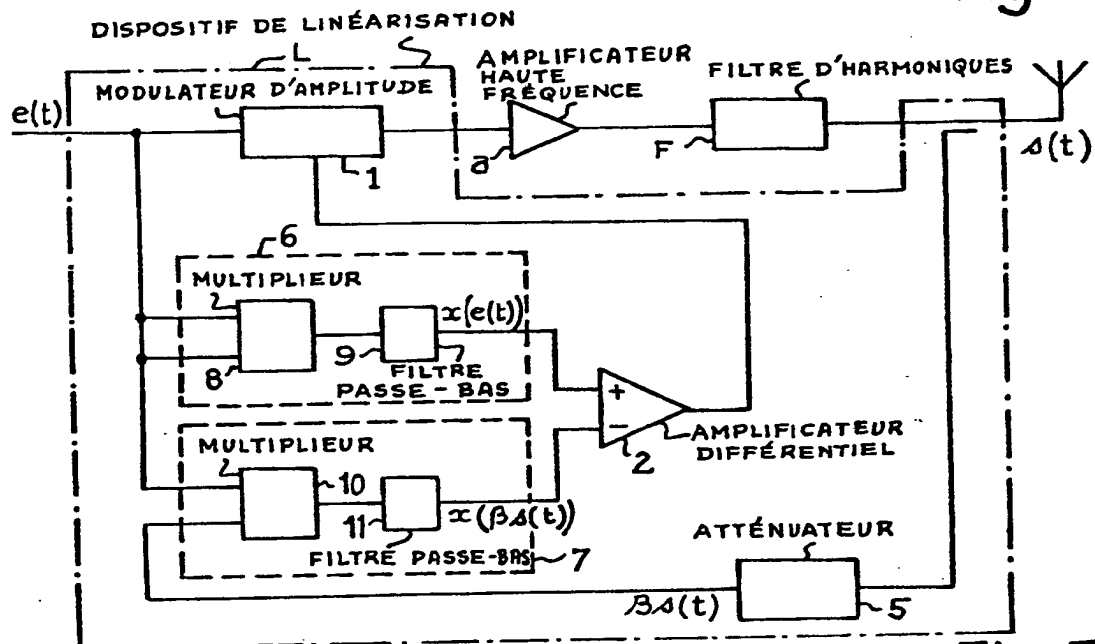 DISPOSITIF DE LINÉARISATION
L
AMPLIFICATEUR
HAUTE
FRÉQUENCE
FILTRE D'HARMONIQUES
MODULATEUR D'AMPLITUDE
e(t)
1
a
F
s(t)
6
MULTIPLIEUR
8
9
x(e(t))
FILTRE
PASSE-BAS
+
−
2
AMPLIFICATEUR
DIFFÉRENTIEL
MULTIPLIEUR
10
11
x(βs(t))
FILTRE PASSE-BAS
7
ATTÉNUATEUR
βs(t)
5